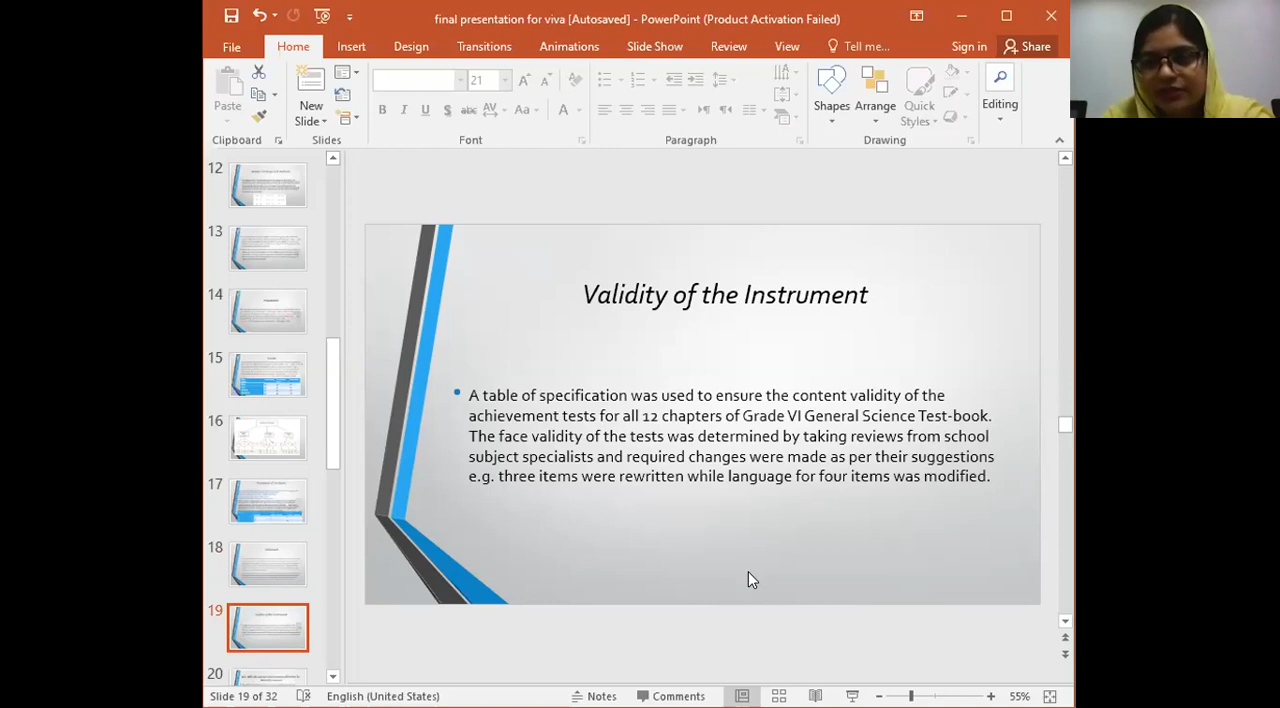 final presentation for viva [Autosaved] - PowerPoint (Product Activation Failed)
File Home Insert Design Transitions Animations Slide Show Review View Tell me... Sign in Share
21
Paste
New
Slide
Shapes Arrange Quick
Styles
Editing
Clipboard Slides Font Paragraph Drawing
12
13
14
15
16
17
18
19
20
Validity of the Instrument
A table of specification was used to ensure the content validity of the
achievement tests for all 12 chapters of Grade VI General Science Test-book.
The face validity of the tests was determined by taking reviews from school
subject specialists and required changes were made as per their suggestions
e.g. three items were rewritten while language for four items was modified.
Slide 19 of 32 English (United States) Notes Comments 55%